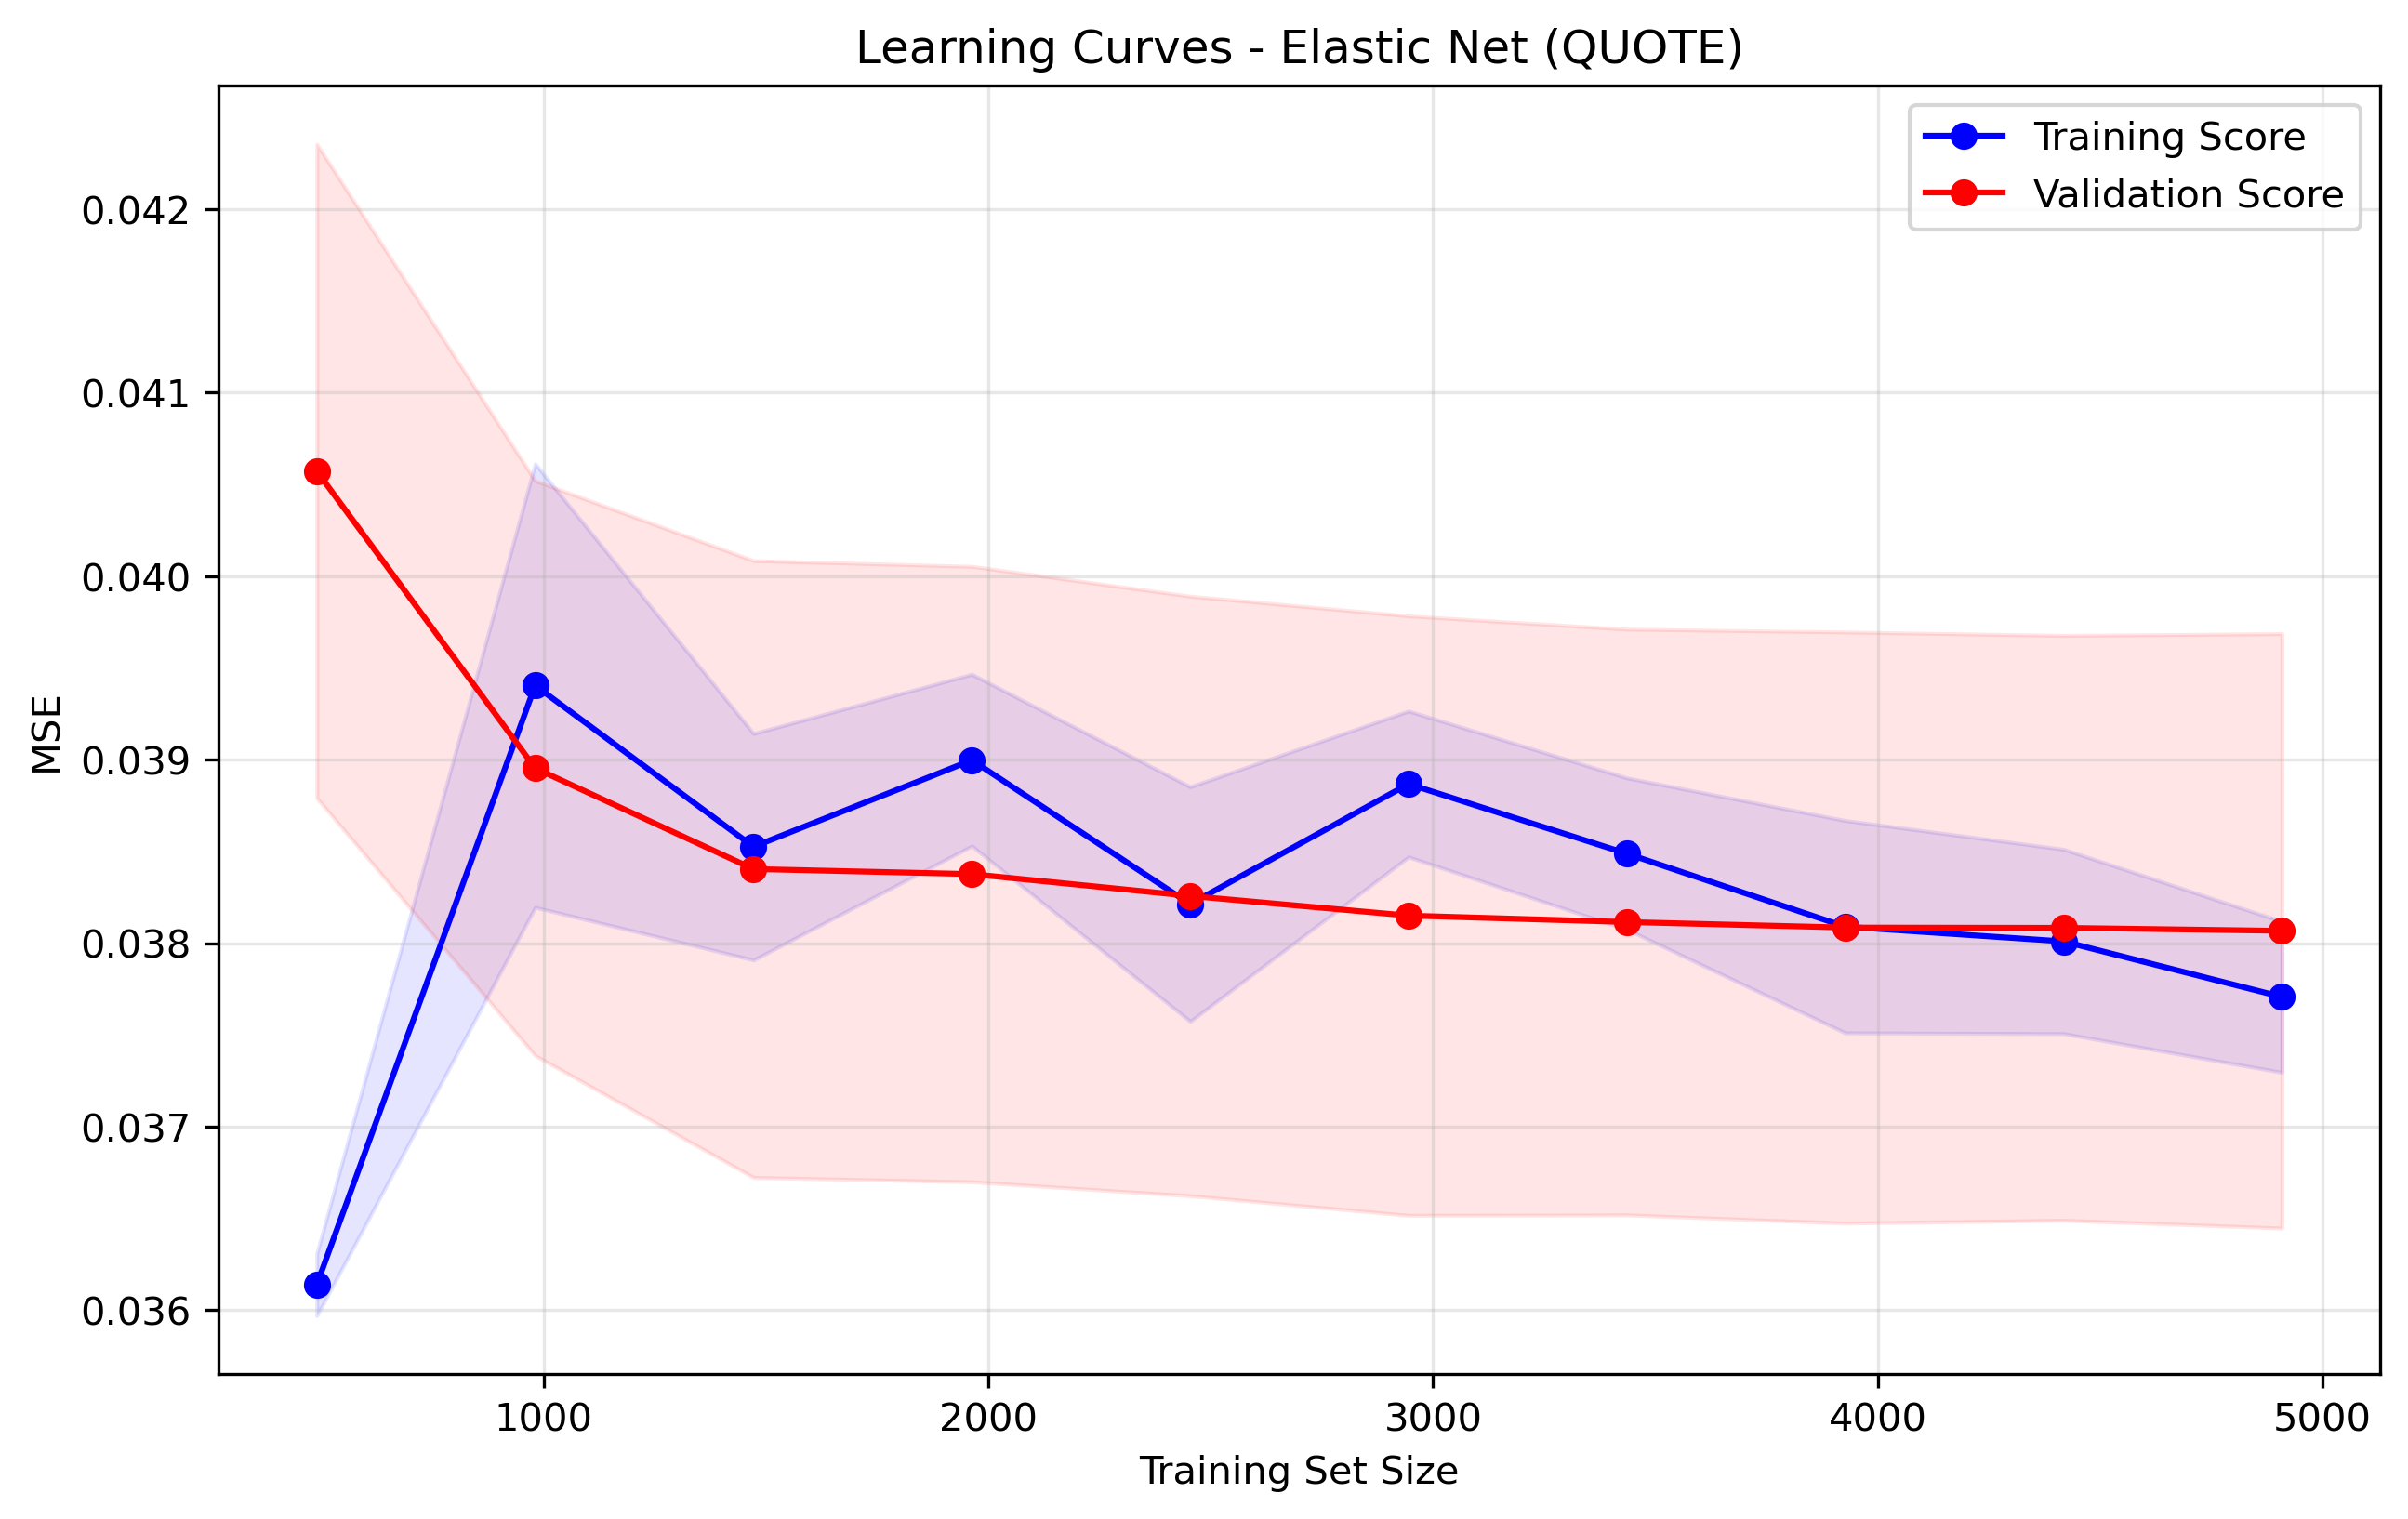 Learning Curves - Elastic Net (QUOTE)
Training Score
Validation Score
0.042
0.041
0.040
0.039
0.038
0.037
0.036
MSE
1000 2000 3000 4000 5000
Training Set Size